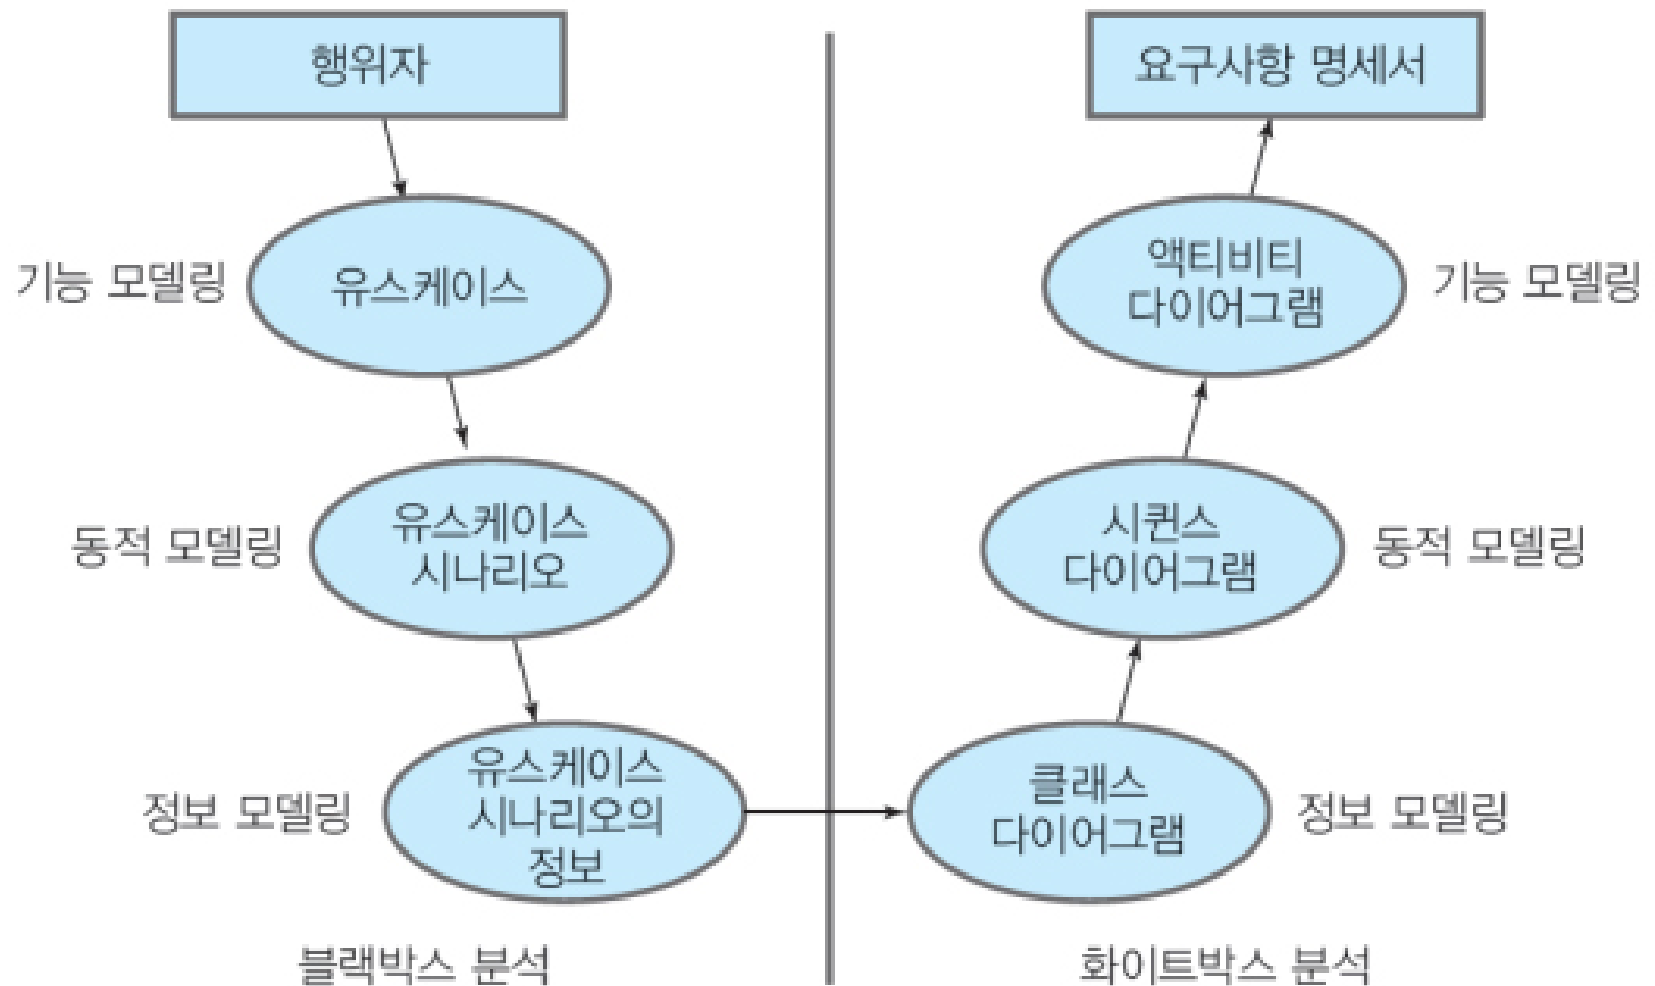 행위자
기능 모델링
유스케이스
동적 모델링
유스케이스
시나리오
정보 모델링
유스케이스
시나리오의
정보
블랙박스 분석
요구사항 명세서
액티비티
다이어그램
기능 모델링
시퀀스
다이어그램
동적 모델링
클래스
다이어그램
정보 모델링
화이트박스 분석